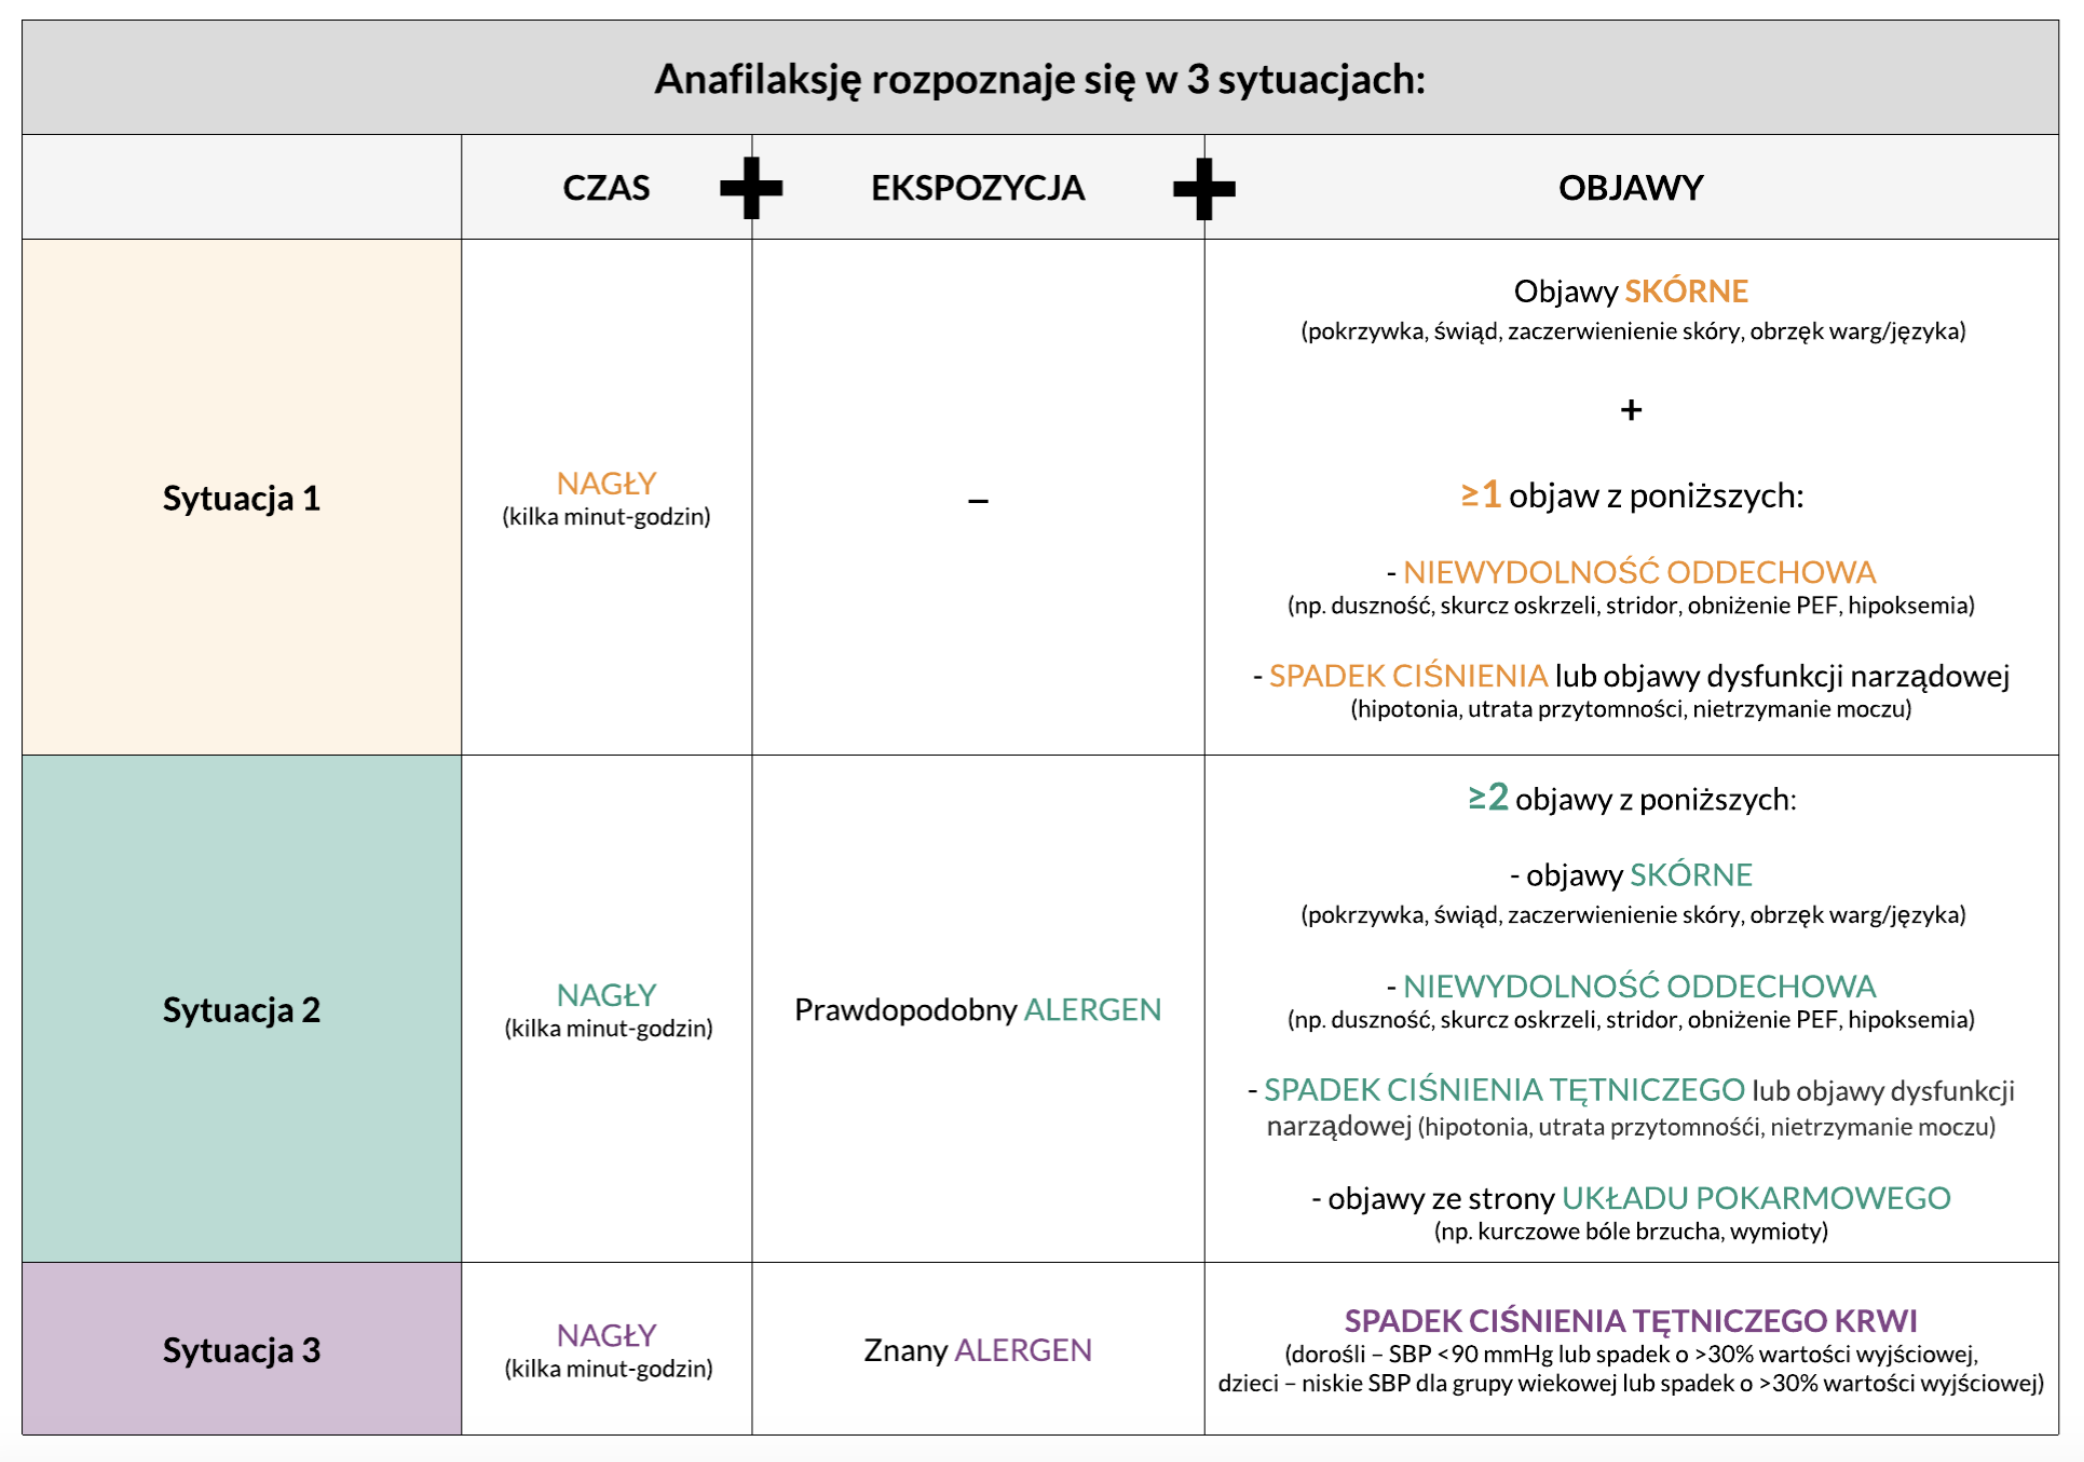 Anafilaksję rozpoznaje się w 3 sytuacjach:
CZAS + EKSPOZYCJA + OBJAWY
Sytuacja 1
NAGŁY
(kilka minut-godzin)
–
Objawy SKÓRNE
(pokrzywka, świąd, zaczerwienienie skóry, obrzęk warg/języka)
+
≥1 objaw z poniższych:
- NIEWYDOLNOŚĆ ODDECHOWA
(np. duszność, skurcz oskrzeli, stridor, obniżenie PEF, hipoksemia)
- SPADEK CIŚNIENIA lub objawy dysfunkcji narządowej
(hipotonia, utrata przytomności, nietrzymanie moczu)
Sytuacja 2
NAGŁY
(kilka minut-godzin)
Prawdopodobny ALERGEN
≥2 objawy z poniższych:
- objawy SKÓRNE
(pokrzywka, świąd, zaczerwienienie skóry, obrzęk warg/języka)
- NIEWYDOLNOŚĆ ODDECHOWA
(np. duszność, skurcz oskrzeli, stridor, obniżenie PEF, hipoksemia)
- SPADEK CIŚNIENIA TĘTNICZEGO lub objawy dysfunkcji
narządowej (hipotonia, utrata przytomnośći, nietrzymanie moczu)
- objawy ze strony UKŁADU POKARMOWEGO
(np. kurczowe bóle brzucha, wymioty)
Sytuacja 3
NAGŁY
(kilka minut-godzin)
Znany ALERGEN
SPADEK CIŚNIENIA TĘTNICZEGO KRWI
(dorośli – SBP <90 mmHg lub spadek o >30% wartości wyjściowej,
dzieci – niskie SBP dla grupy wiekowej lub spadek o >30% wartości wyjściowej)